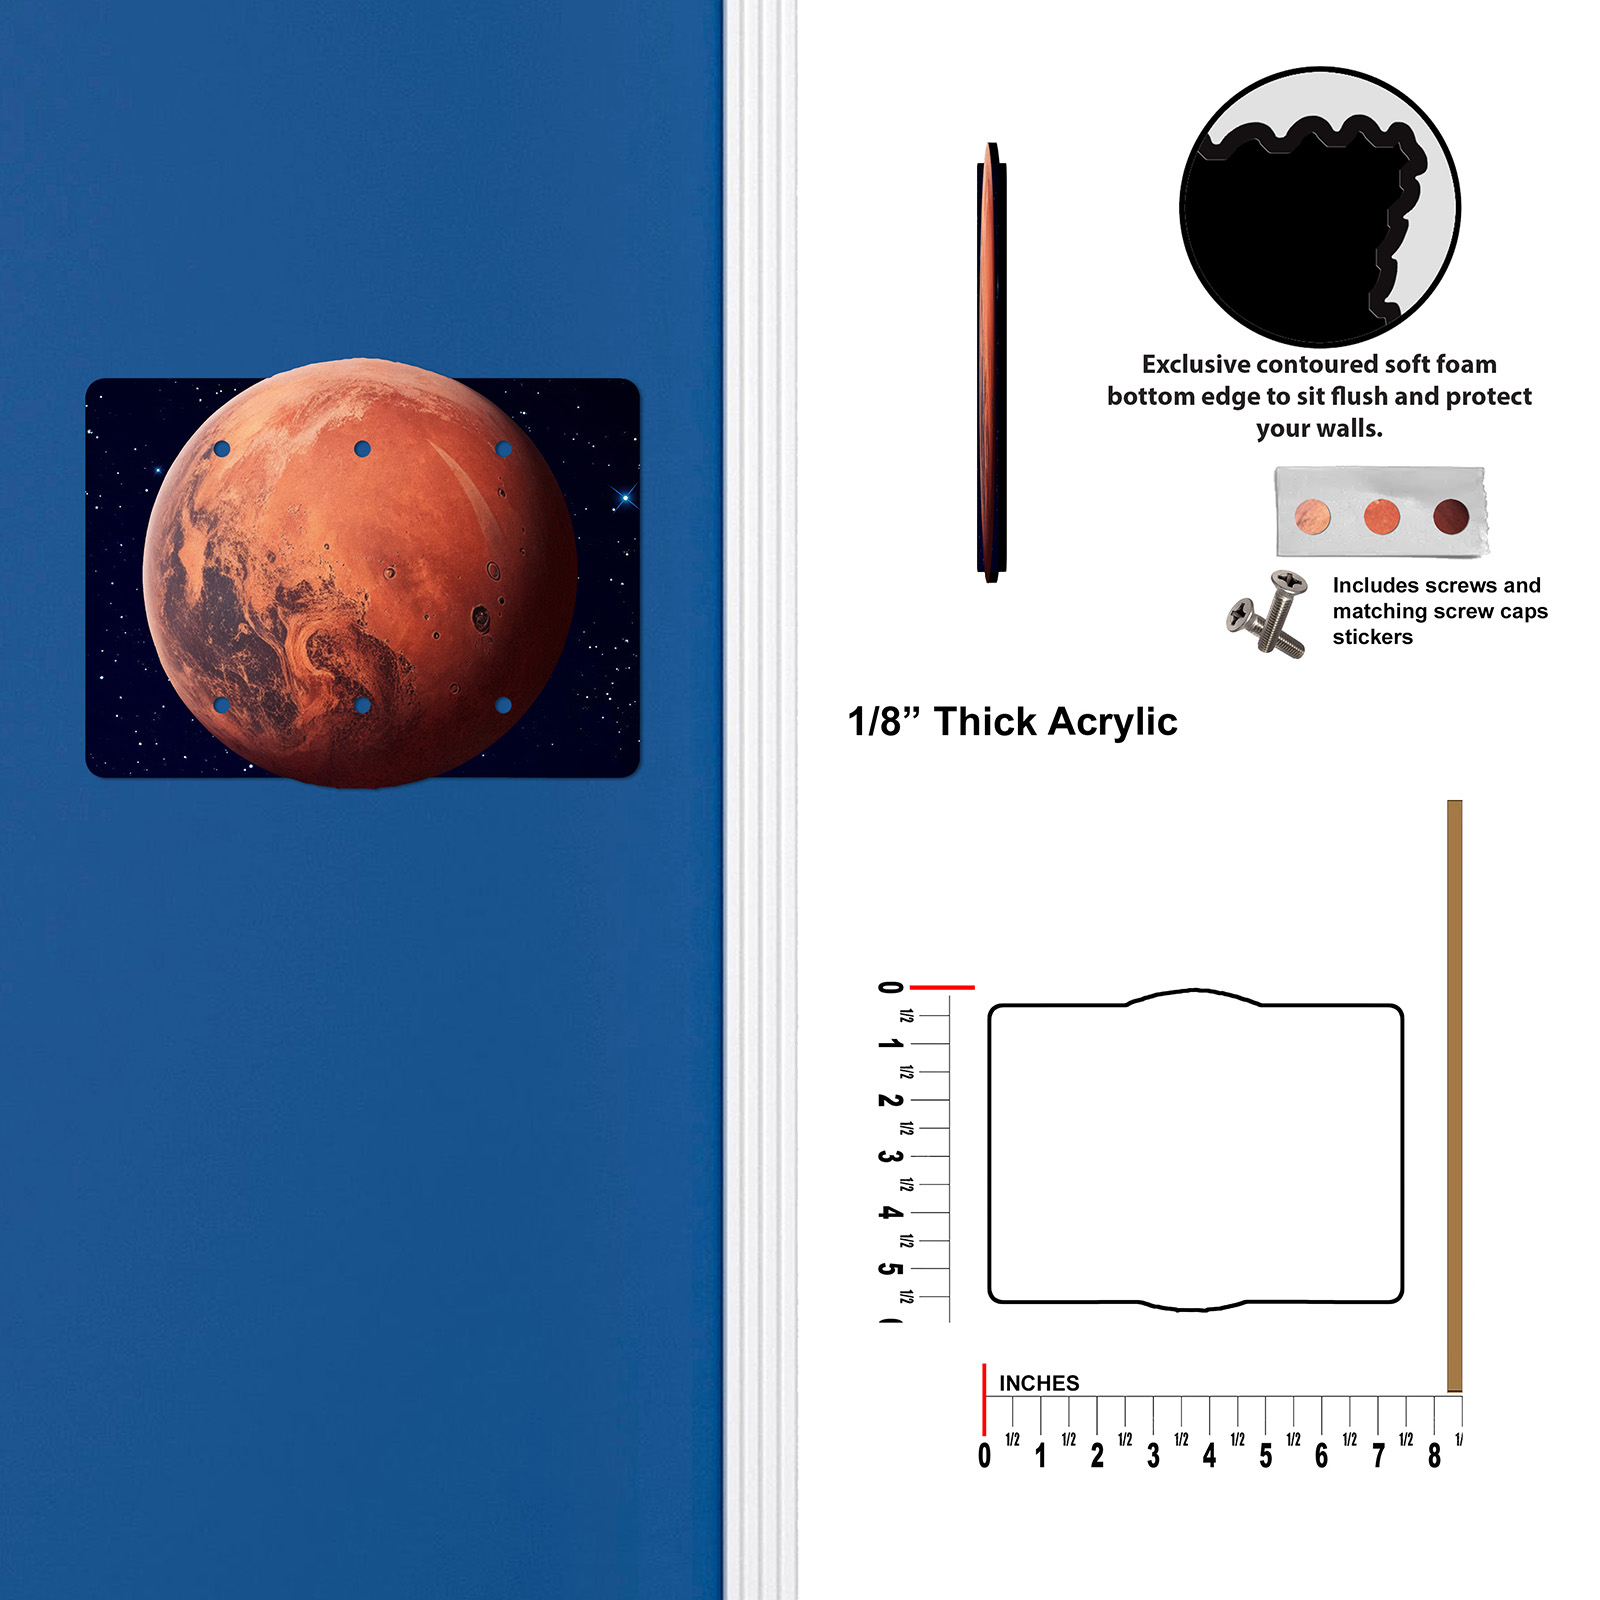 Exclusive contoured soft foam
bottom edge to sit flush and protect
your walls.
Includes screws and
matching screw caps
stickers
1/8” Thick Acrylic
0
1/2
1
1/2
2
1/2
3
1/2
4
1/2
5
1/2
INCHES
0 1/2 1 1/2 2 1/2 3 1/2 4 1/2 5 1/2 6 1/2 7 1/2 8 1/